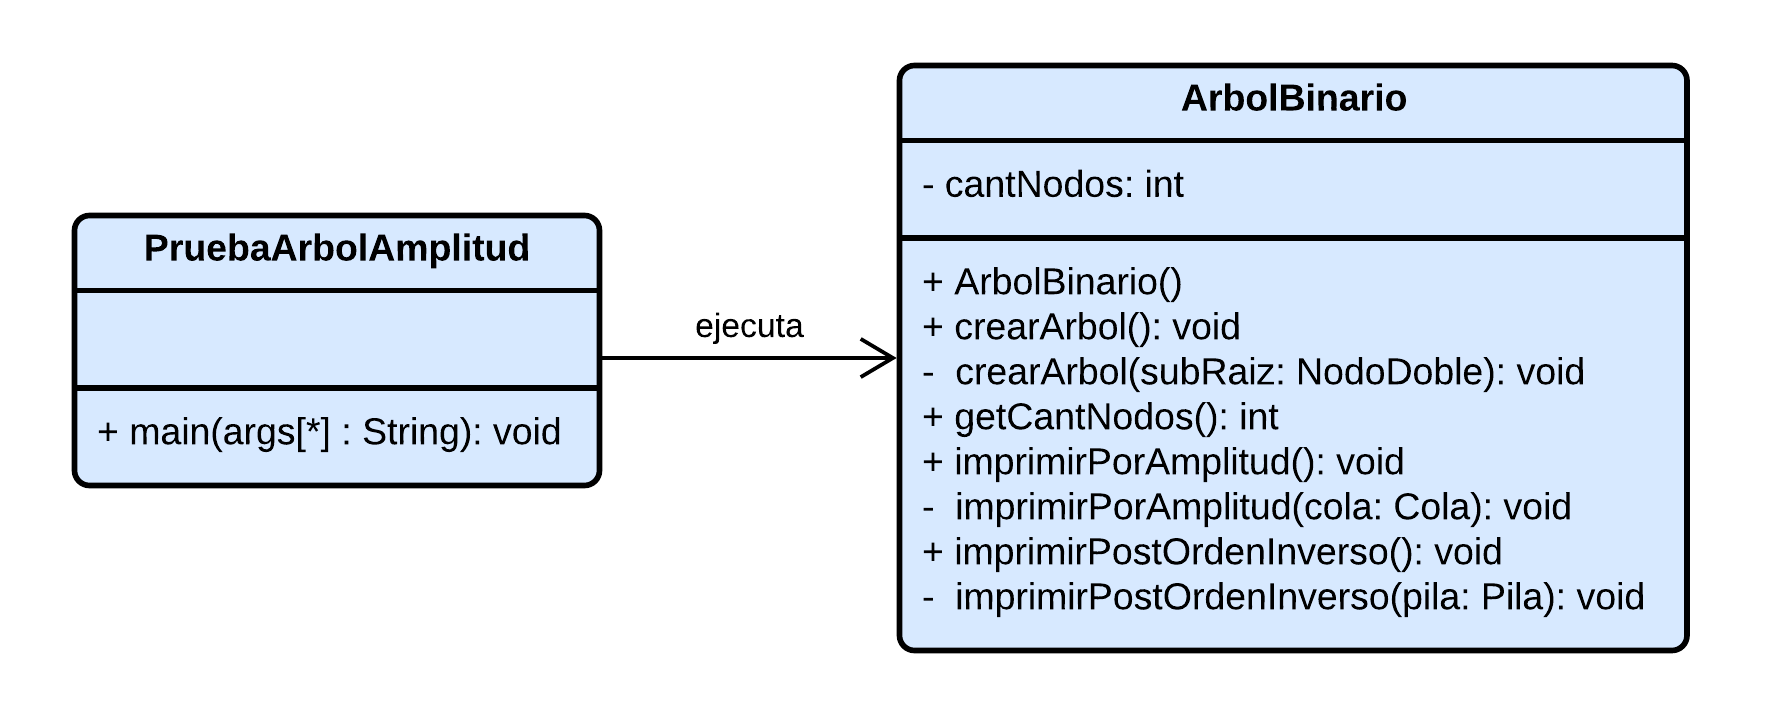 PruebaArbolAmplitud
+ main(args[*] : String): void
ejecuta
ArbolBinario
- cantNodos: int
+ ArbolBinario()
+ crearArbol(): void
- crearArbol(subRaiz: NodoDoble): void
+ getCantNodos(): int
+ imprimirPorAmplitud(): void
- imprimirPorAmplitud(cola: Cola): void
+ imprimirPostOrdenInverso(): void
- imprimirPostOrdenInverso(pila: Pila): void